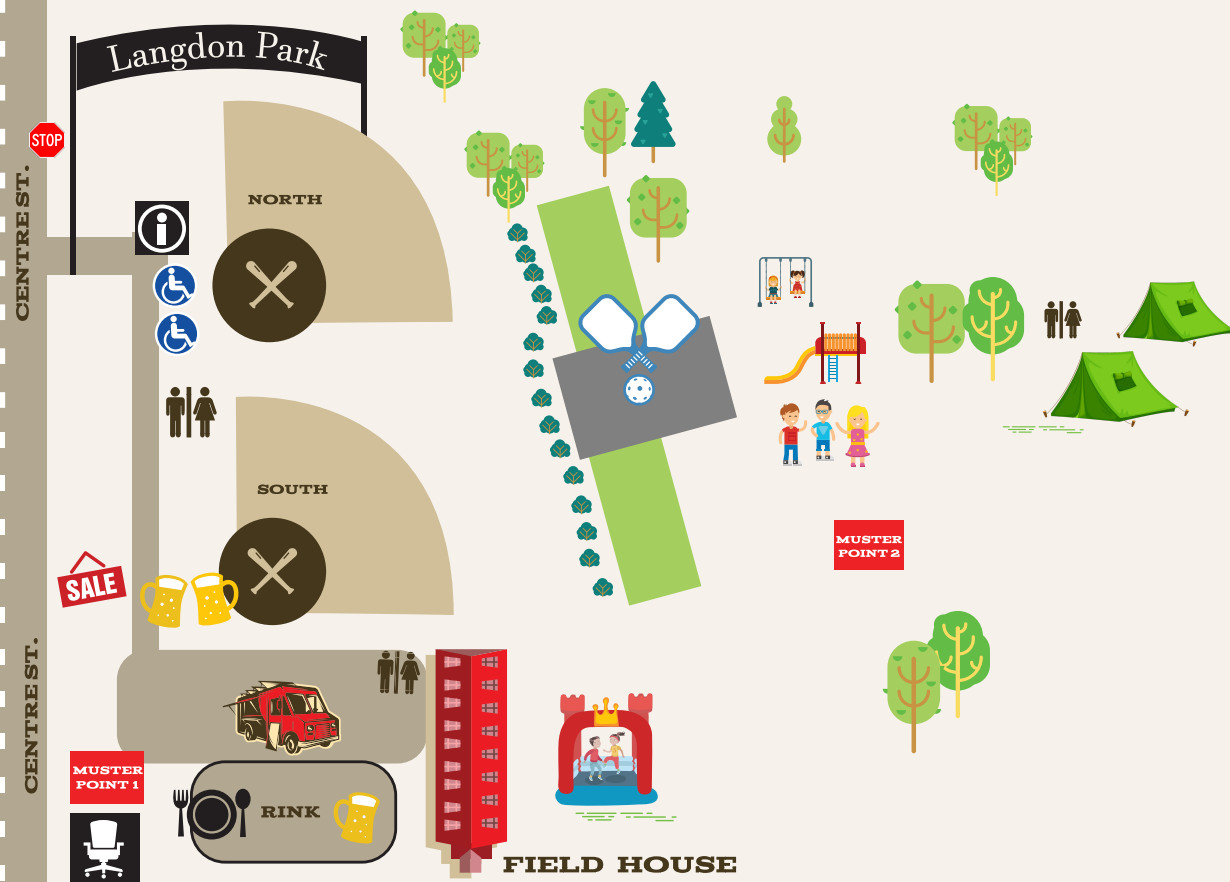 Langdon Park
STOP
CENTRE ST.
NORTH
SOUTH
SALE
MUSTER
POINT 2
CENTRE ST.
MUSTER
POINT 1
RINK
FIELD HOUSE